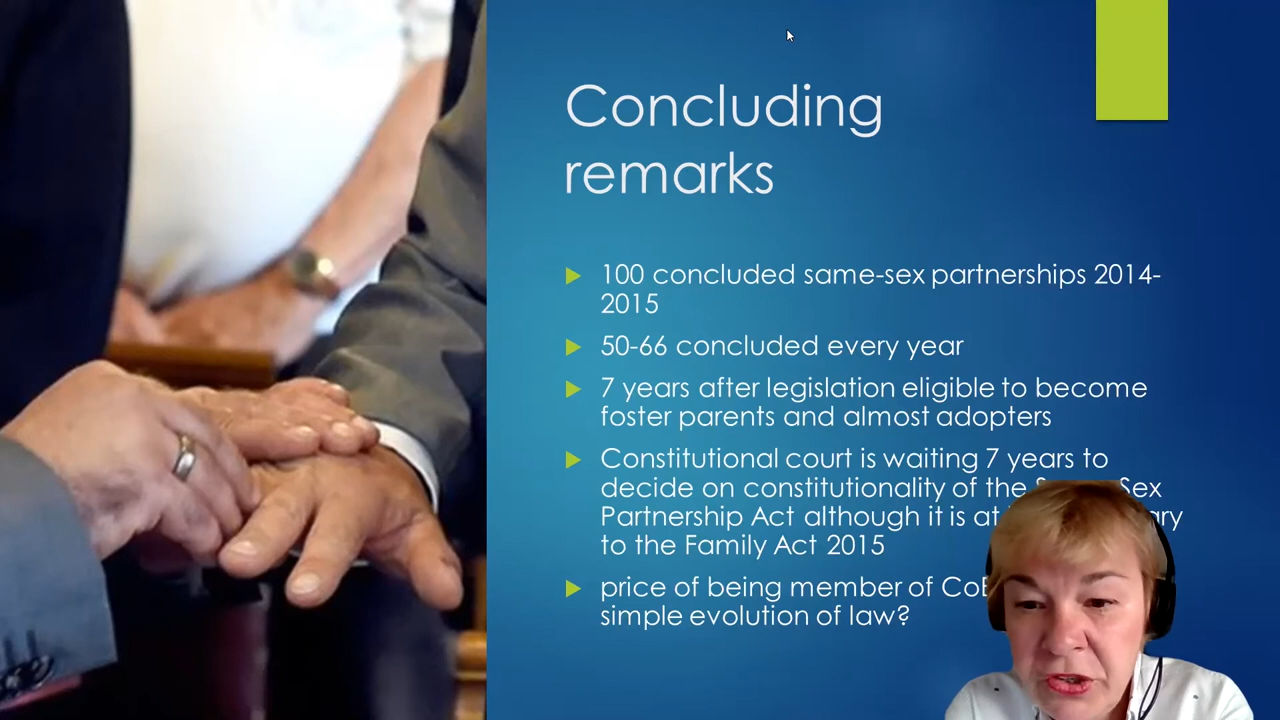 Concluding
remarks
100 concluded same-sex partnerships 2014-
2015
50-66 concluded every year
7 years after legislation eligible to become
foster parents and almost adopters
Constitutional court is waiting 7 years to
decide on constitutionality of the Sex
Partnership Act although it is at
to the Family Act 2015
price of being member of
simple evolution of law?